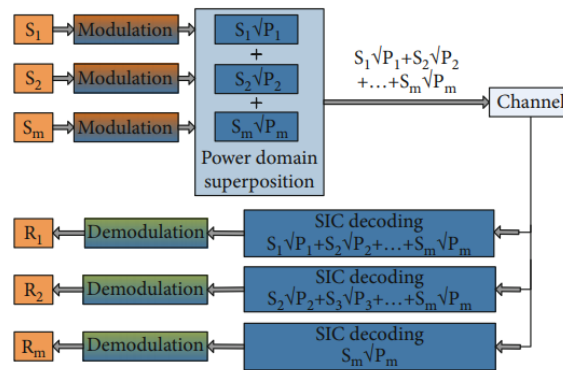 S₁ Modulation S₁√P₁
+
S₂ Modulation S₂√P₂
+
Sₘ Modulation Sₘ√Pₘ
Power domain
superposition
S₁√P₁+S₂√P₂
+...+Sₘ√Pₘ
Channel
R₁ Demodulation SIC decoding
S₁√P₁+S₂√P₂+...+Sₘ√Pₘ
R₂ Demodulation SIC decoding
S₂√P₂+S₃√P₃+...+Sₘ√Pₘ
Rₘ Demodulation SIC decoding
Sₘ√Pₘ